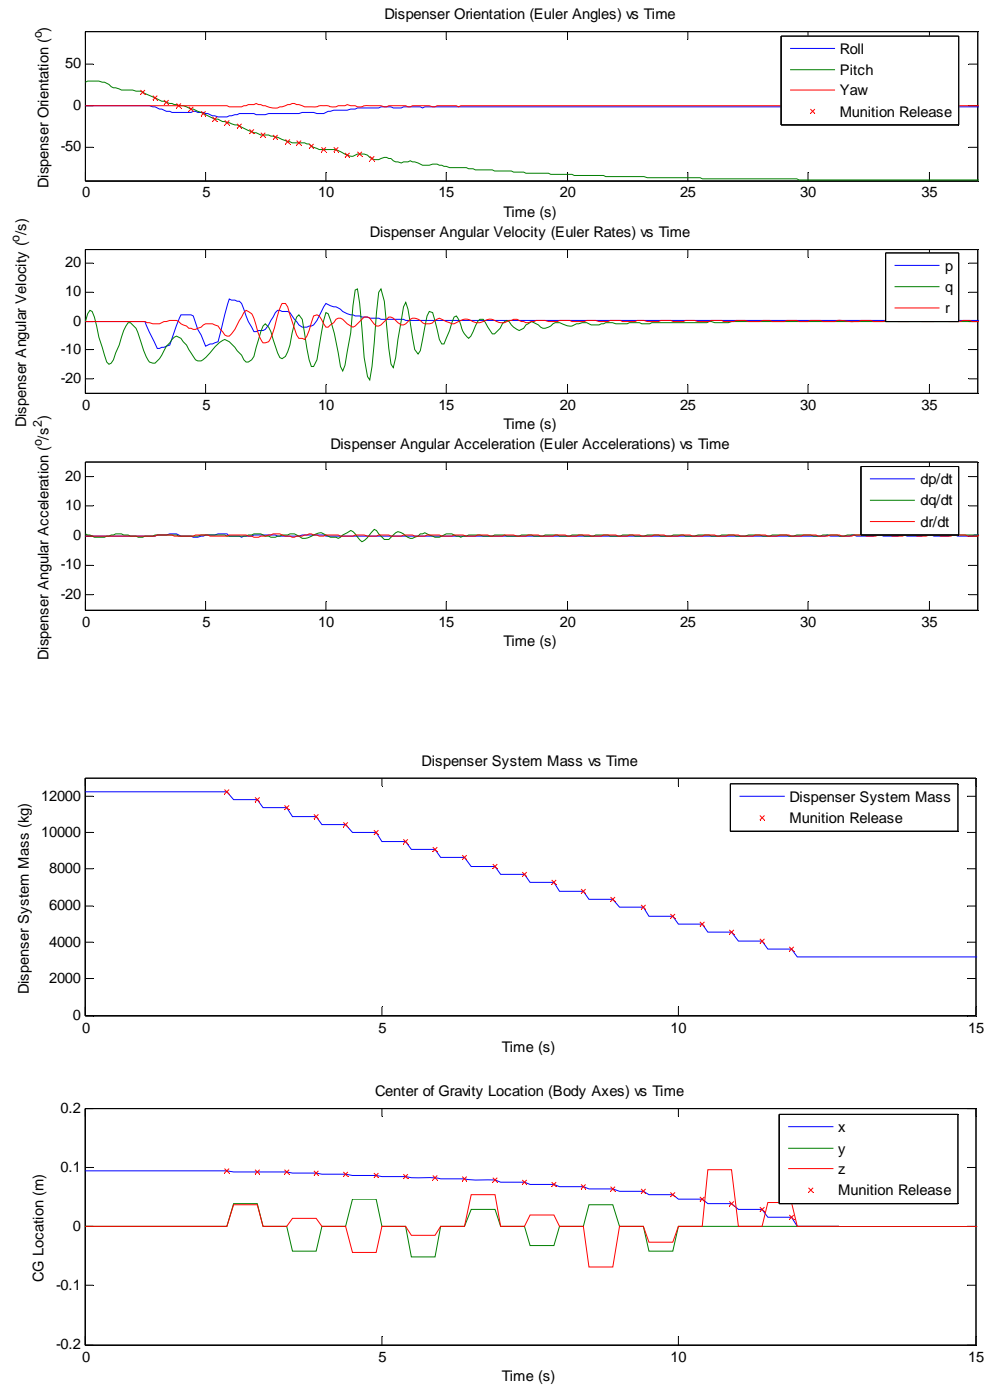 Dispenser Orientation (Euler Angles) vs Time
Dispenser Orientation (°)
50
0
-50
0 5 10 15 20 25 30 35
Time (s)
Roll
Pitch
Yaw
Munition Release
Dispenser Angular Velocity (Euler Rates) vs Time
Dispenser Angular Velocity (°/s)
20
10
0
-10
-20
0 5 10 15 20 25 30 35
Time (s)
p
q
r
Dispenser Angular Acceleration (Euler Accelerations) vs Time
Dispenser Angular Acceleration (°/s²)
20
10
0
-10
-20
0 5 10 15 20 25 30 35
Time (s)
dp/dt
dq/dt
dr/dt
Dispenser System Mass vs Time
Dispenser System Mass (kg)
12000
10000
8000
6000
4000
2000
0
0 5 10 15
Time (s)
Dispenser System Mass
Munition Release
Center of Gravity Location (Body Axes) vs Time
CG Location (m)
0.2
0.1
0
-0.1
-0.2
0 5 10 15
Time (s)
x
y
z
Munition Release